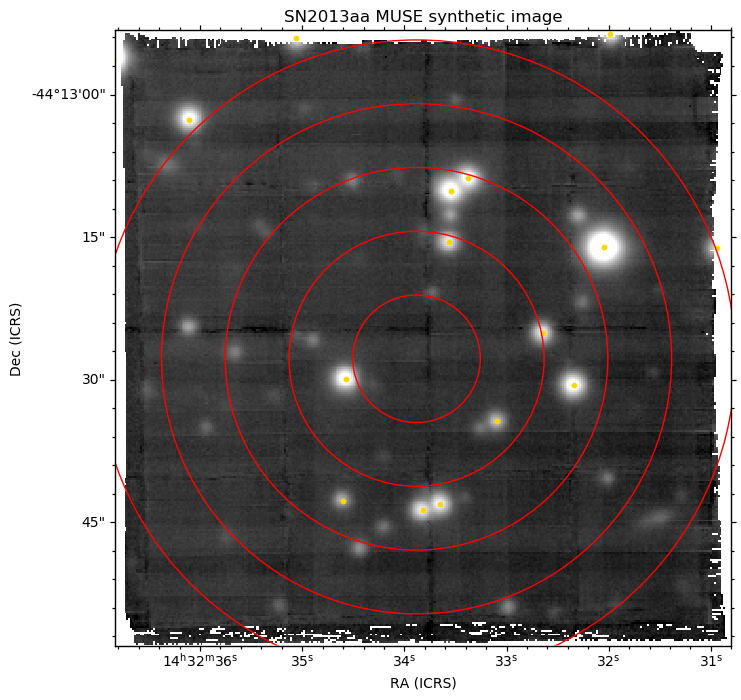 SN2013aa MUSE synthetic image
-44°13'00"
15"
30"
45"
Dec (ICRS)
14ʰ32ᵐ36ˢ 35ˢ 34ˢ 33ˢ 32ˢ 31ˢ
RA (ICRS)